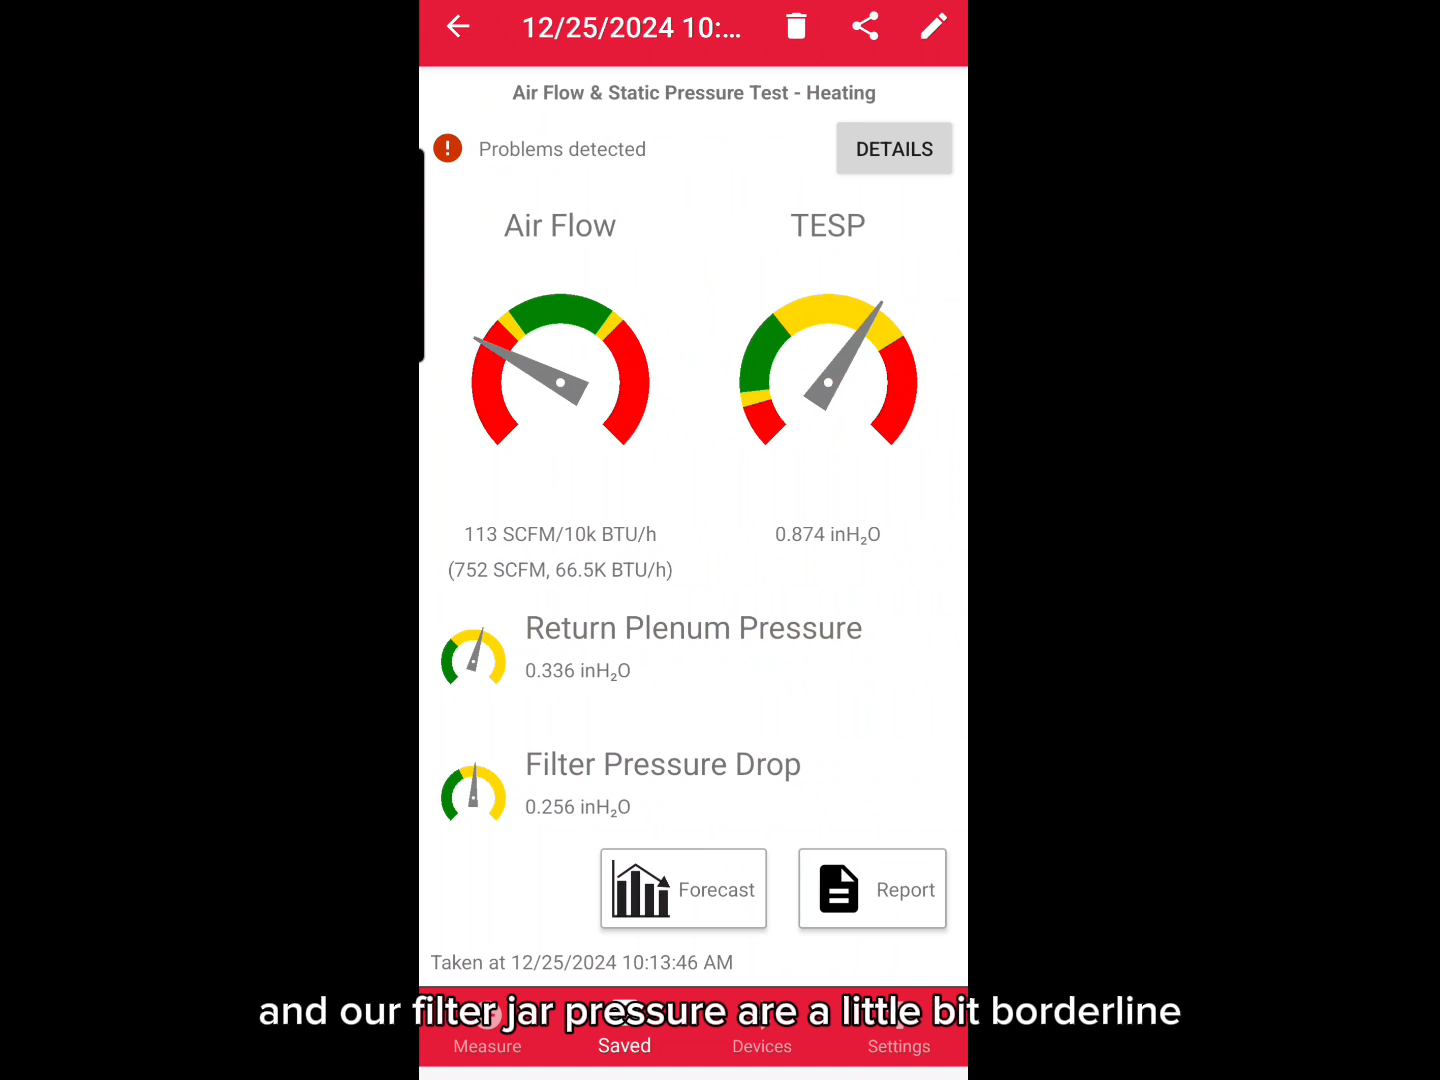 12/25/2024 10:...
Air Flow & Static Pressure Test - Heating
Problems detected
DETAILS
Air Flow
TESP
113 SCFM/10k BTU/h
0.874 inH₂O
(752 SCFM, 66.5K BTU/h)
Return Plenum Pressure
0.336 inH₂O
Filter Pressure Drop
0.256 inH₂O
Forecast
Report
Taken at 12/25/2024 10:13:46 AM
and our filter jar pressure are a little bit borderline
Measure
Saved
Devices
Settings